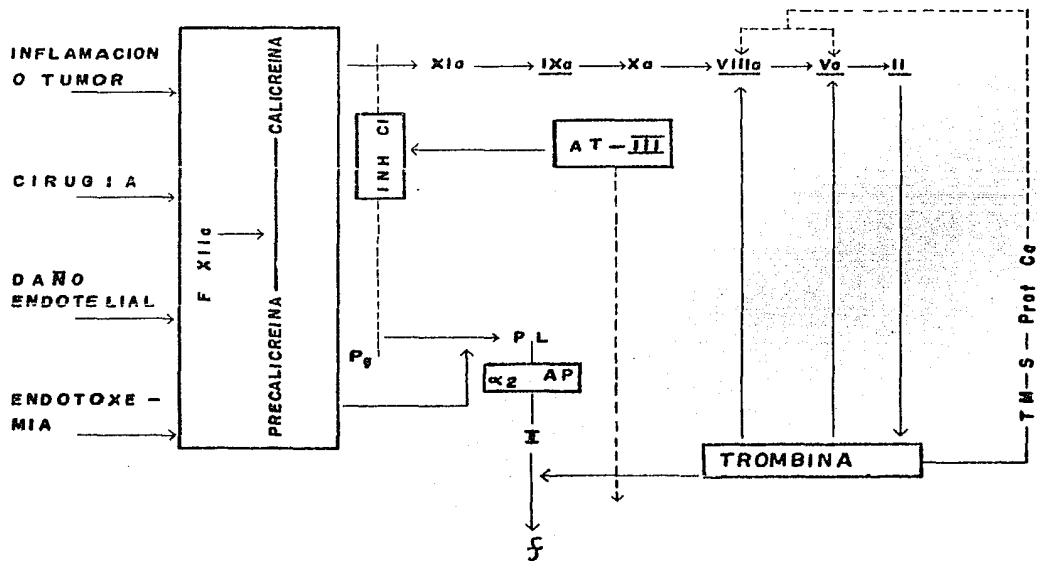 INFLAMACION
O TUMOR
CIRUGIA
DAÑO
ENDOTELIAL
ENDOTOXE-
MIA
F XIIa
PRECALICREINA
CALICREINA
INH CI
Pg
PL
α2 AP
I
f
XIa
IXa
Xa
VIIIa
Va
II
AT-III
TROMBINA
TM-S-Prot Ca